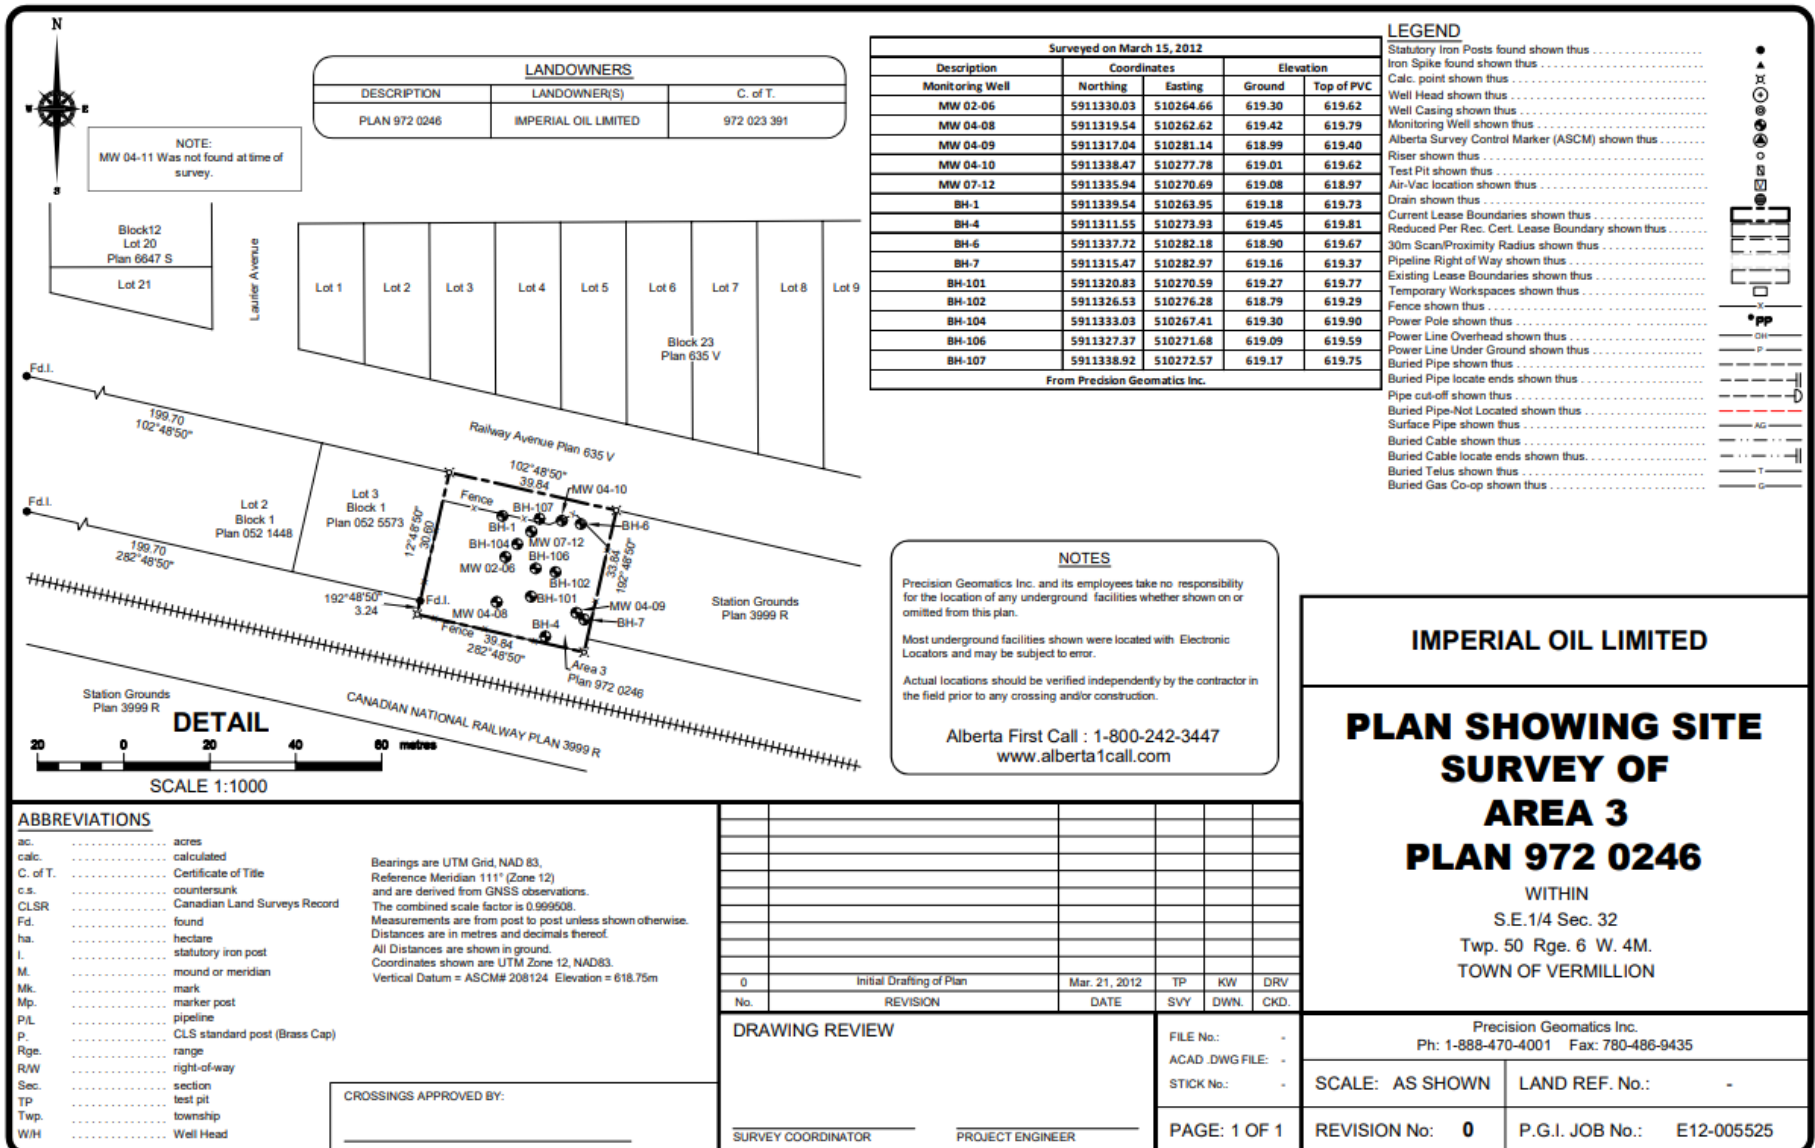 N
W
E
S
NOTE:
MW 04-11 Was not found at time of
survey.
LANDOWNERS
DESCRIPTION LANDOWNER(S) C. of T.
PLAN 972 0246 IMPERIAL OIL LIMITED 972 023 391
Block12
Lot 20
Plan 6647 S
Lot 21
Laurier Avenue
Lot 1 Lot 2 Lot 3 Lot 4 Lot 5 Lot 6 Lot 7 Lot 8 Lot 9
Block 23
Plan 635 V
Fd.I.
199.70
102°48'50"
Railway Avenue Plan 635 V
102°48'50"
39.84
Fd.I.
199.70
282°48'50"
Lot 2
Block 1
Plan 052 1448
Lot 3
Block 1
Plan 052 5573
12°48'50"
30.60
Fence
MW 04-10
BH-107
BH-6
BH-1
BH-104
MW 07-12
BH-106
MW 02-06
BH-102
33.84
192°48'50"
192°48'50"
3.24
Fd.I.
BH-101
MW 04-09
MW 04-08
BH-7
BH-4
Fence
39.84
282°48'50"
Area 3
Plan 972 0246
Station Grounds
Plan 3999 R
Station Grounds
Plan 3999 R
CANADIAN NATIONAL RAILWAY PLAN 3999 R
DETAIL
20 0 20 40 60 metres
SCALE 1:1000
Surveyed on March 15, 2012
Description Coordinates Elevation
Monitoring Well Northing Easting Ground Top of PVC
MW 02-06 5911330.03 510264.66 619.30 619.62
MW 04-08 5911319.54 510262.62 619.42 619.79
MW 04-09 5911317.04 510281.14 618.99 619.40
MW 04-10 5911338.47 510277.78 619.01 619.62
MW 07-12 5911335.94 510270.69 619.08 618.97
BH-1 5911339.54 510263.95 619.18 619.73
BH-4 5911311.55 510273.93 619.45 619.81
BH-6 5911337.72 510282.18 618.90 619.67
BH-7 5911315.47 510282.97 619.16 619.37
BH-101 5911320.83 510270.59 619.27 619.77
BH-102 5911326.53 510276.28 618.79 619.29
BH-104 5911333.03 510267.41 619.30 619.90
BH-106 5911327.37 510271.68 619.09 619.59
BH-107 5911338.92 510272.57 619.17 619.75
From Precision Geomatics Inc.
LEGEND
Statutory Iron Posts found shown thus
Iron Spike found shown thus
Calc. point shown thus
Well Head shown thus
Well Casing shown thus
Monitoring Well shown thus
Alberta Survey Control Marker (ASCM) shown thus
Riser shown thus
Test Pit shown thus
Air-Vac location shown thus
Drain shown thus
Current Lease Boundaries shown thus
Reduced Per Rec. Cert. Lease Boundary shown thus
30m Scan/Proximity Radius shown thus
Pipeline Right of Way shown thus
Existing Lease Boundaries shown thus
Temporary Workspaces shown thus
Fence shown thus X
Power Pole shown thus PP
Power Line Overhead shown thus OH
Power Line Under Ground shown thus P
Buried Pipe shown thus
Buried Pipe locate ends shown thus
Pipe cut-off shown thus
Buried Pipe-Not Located shown thus
Surface Pipe shown thus AG
Buried Cable shown thus
Buried Cable locate ends shown thus.
Buried Telus shown thus T
Buried Gas Co-op shown thus G
NOTES
Precision Geomatics Inc. and its employees take no responsibility
for the location of any underground facilities whether shown on or
omitted from this plan.
Most underground facilities shown were located with Electronic
Locators and may be subject to error.
Actual locations should be verified independently by the contractor in
the field prior to any crossing and/or construction.
Alberta First Call : 1-800-242-3447
www.alberta1call.com
IMPERIAL OIL LIMITED
PLAN SHOWING SITE
SURVEY OF
AREA 3
PLAN 972 0246
WITHIN
S.E.1/4 Sec. 32
Twp. 50 Rge. 6 W. 4M.
TOWN OF VERMILLION
Precision Geomatics Inc.
Ph: 1-888-470-4001 Fax: 780-486-9435
SCALE: AS SHOWN LAND REF. No.: -
REVISION No: 0 P.G.I. JOB No.: E12-005525
ABBREVIATIONS
ac. acres
calc. calculated
C. of T. Certificate of Title
c.s. countersunk
CLSR Canadian Land Surveys Record
Fd. found
ha. hectare
I. statutory iron post
M. mound or meridian
Mk. mark
Mp. marker post
P/L pipeline
P. CLS standard post (Brass Cap)
Rge. range
R/W right-of-way
Sec. section
TP test pit
Twp. township
W/H Well Head
Bearings are UTM Grid, NAD 83,
Reference Meridian 111° (Zone 12)
and are derived from GNSS observations.
The combined scale factor is 0.999508.
Measurements are from post to post unless shown otherwise.
Distances are in metres and decimals thereof.
All Distances are shown in ground.
Coordinates shown are UTM Zone 12, NAD83.
Vertical Datum = ASCM# 208124 Elevation = 618.75m
CROSSINGS APPROVED BY:
0 Initial Drafting of Plan Mar. 21, 2012 TP KW DRV
No. REVISION DATE SVY DWN. CKD.
DRAWING REVIEW
SURVEY COORDINATOR PROJECT ENGINEER
FILE No.: -
ACAD .DWG FILE: -
STICK No.: -
PAGE: 1 OF 1